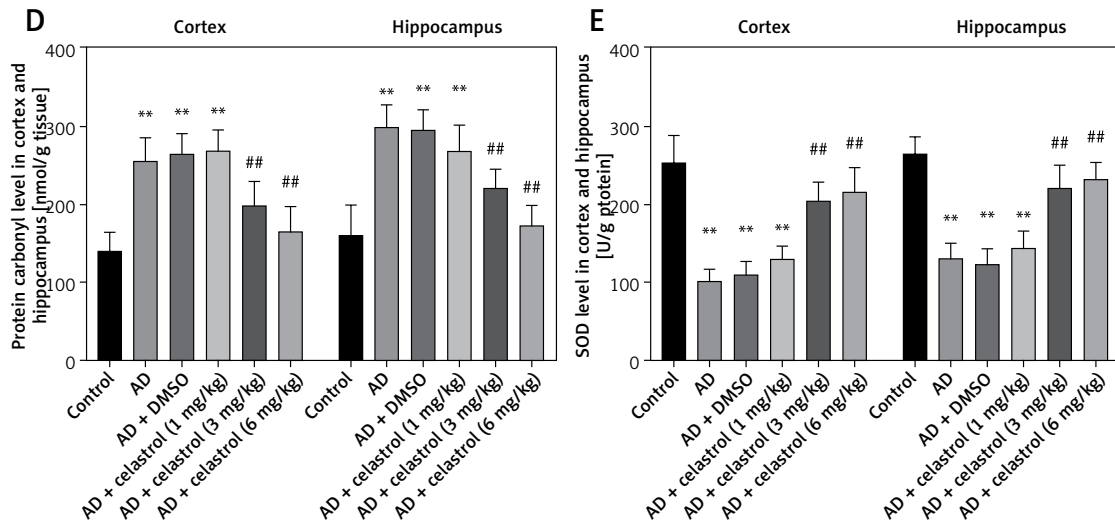 D
Cortex
Hippocampus
Protein carbonyl level in cortex and
hippocampus [nmol/g tissue]
400
300
200
100
0
** ** ** ## ##
** ** ** ## ##
Control
AD
AD + DMSO
AD + celastrol (1 mg/kg)
AD + celastrol (3 mg/kg)
AD + celastrol (6 mg/kg)
Control
AD
AD + DMSO
AD + celastrol (1 mg/kg)
AD + celastrol (3 mg/kg)
AD + celastrol (6 mg/kg)
E
Cortex
Hippocampus
SOD level in cortex and hippocampus
[U/g ptotein]
400
300
200
100
0
** ** ** ## ##
** ** ** ## ##
Control
AD
AD + DMSO
AD + celastrol (1 mg/kg)
AD + celastrol (3 mg/kg)
AD + celastrol (6 mg/kg)
Control
AD
AD + DMSO
AD + celastrol (1 mg/kg)
AD + celastrol (3 mg/kg)
AD + celastrol (6 mg/kg)